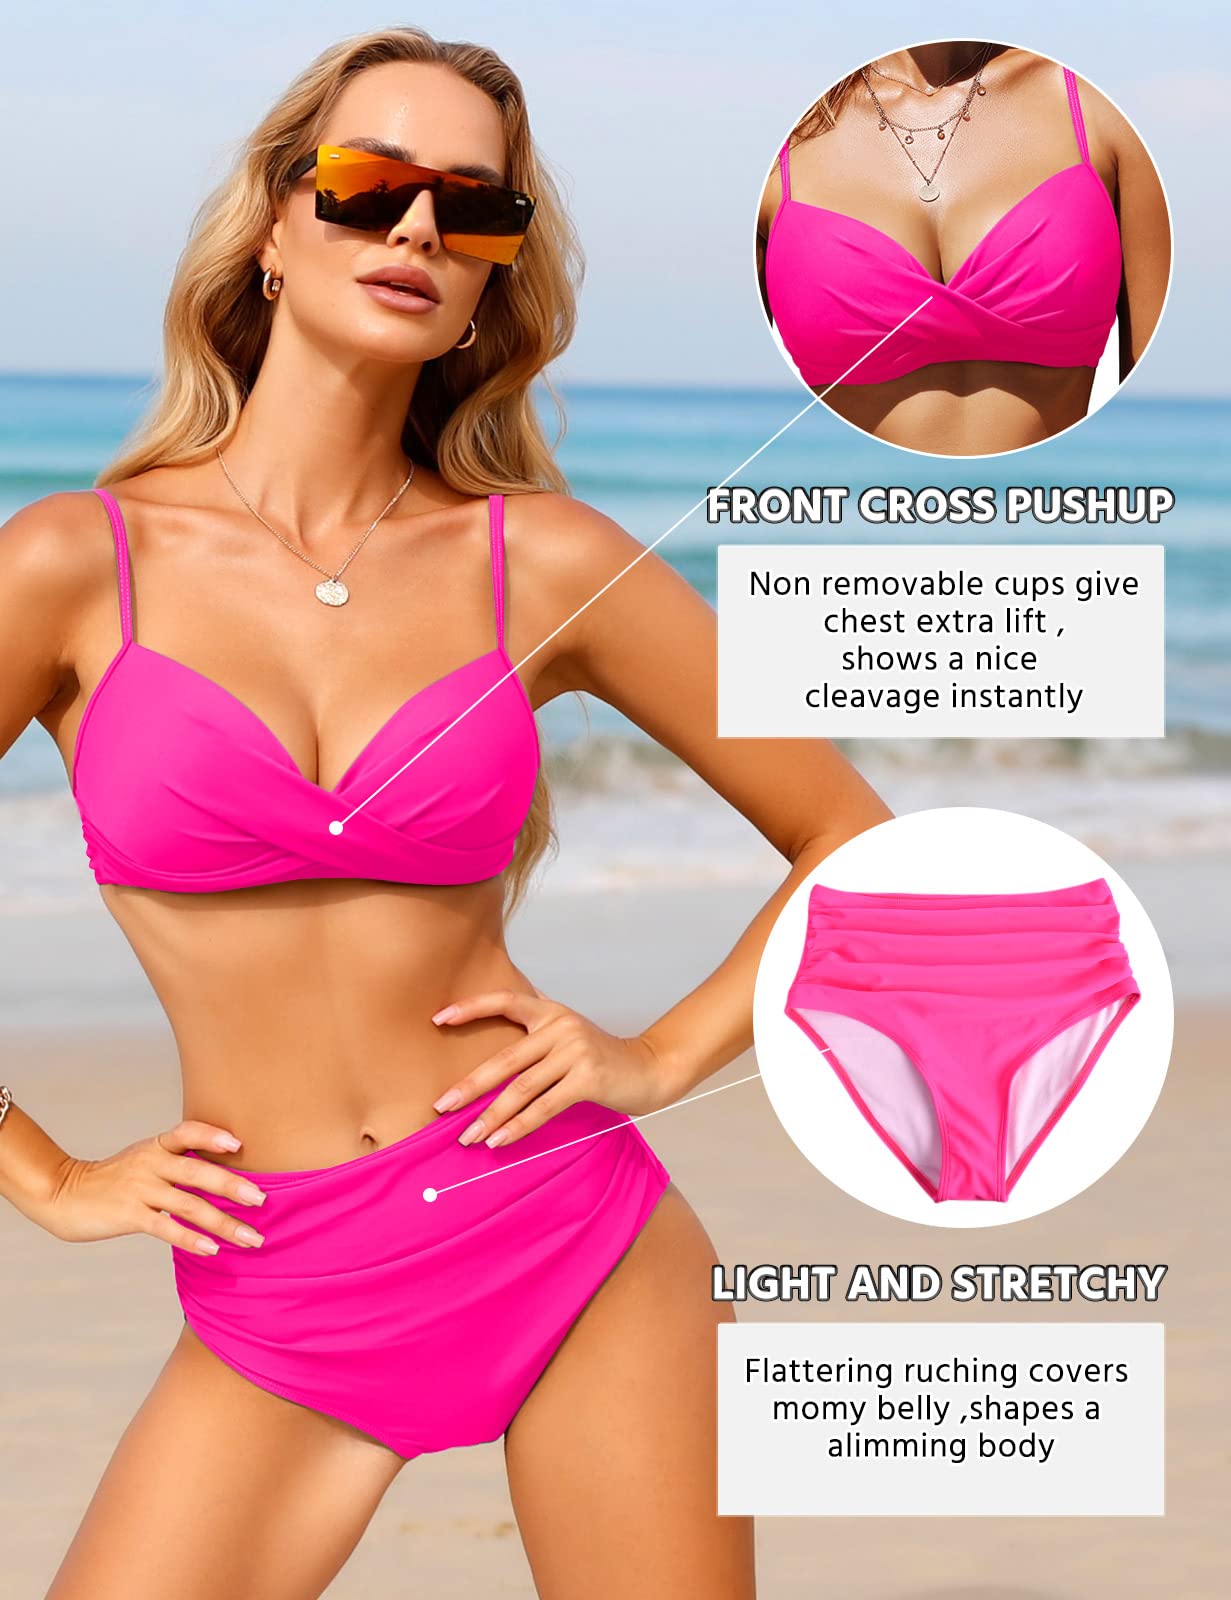 FRONT CROSS PUSHUP
Non removable cups give
chest extra lift ,
shows a nice
cleavage instantly
LIGHT AND STRETCHY
Flattering ruching covers
momy belly ,shapes a
alimming body